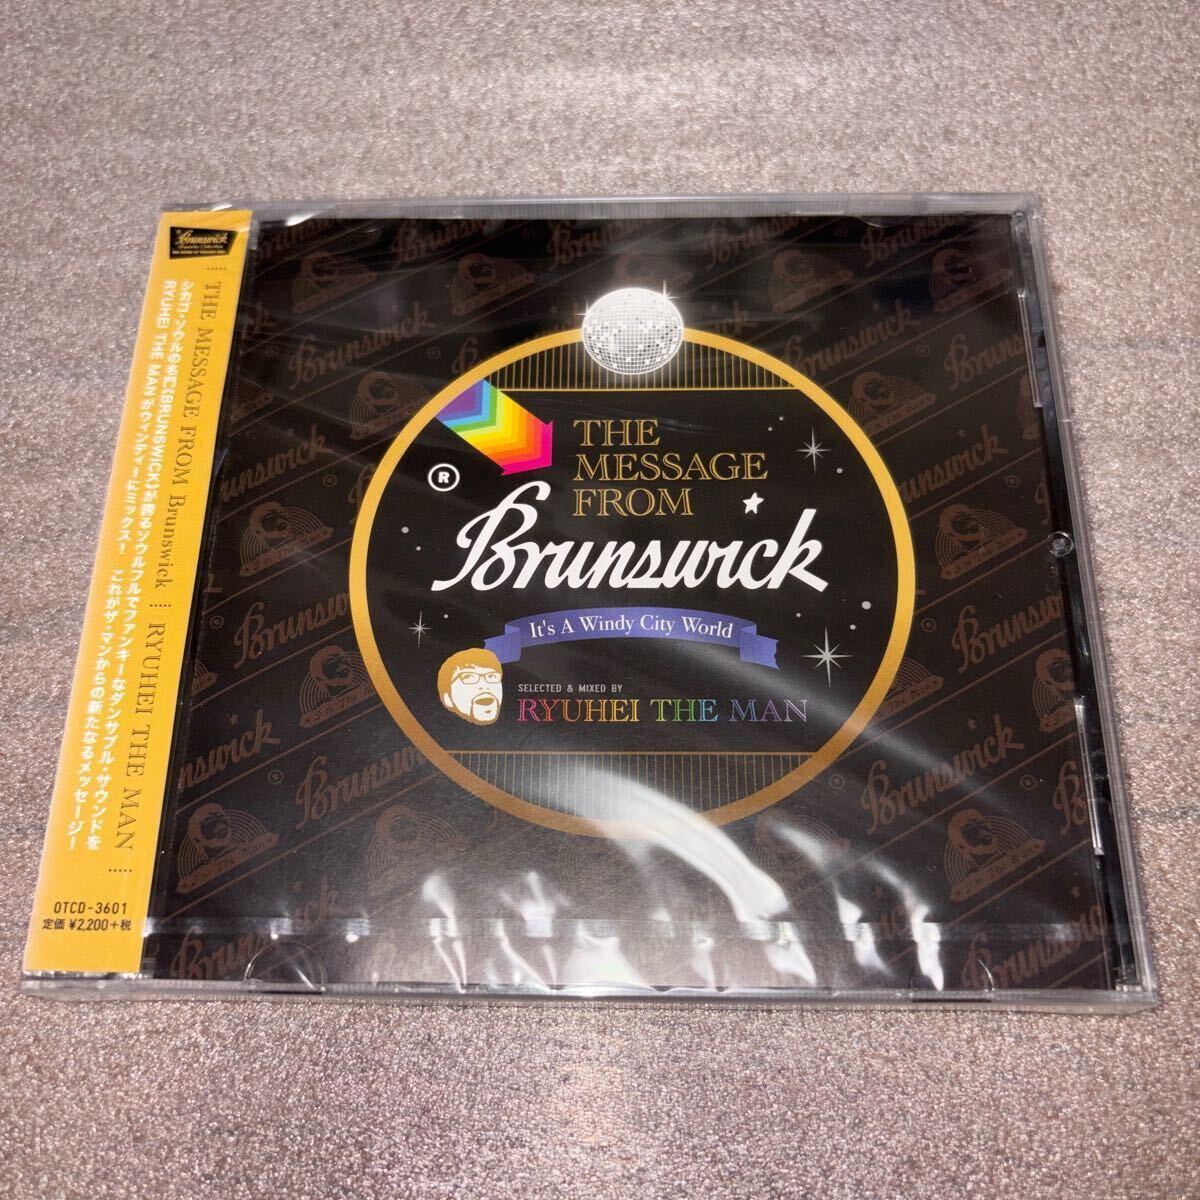 Brunswick
THE MESSAGE FROM Brunswick
RYUHEI THE MAN
シカゴ・ソウルの名門〈BRUNSWICK〉が誇るソウルフルでファンキーなダンサブル・サウンドを
RYUHEI THE MANがウィンディーにミックス! これがザ・マンからの新たなるメッセージ!
OTCD-3601
定価 ¥2,200+税
THE
MESSAGE
FROM
®
Brunswick
It's A Windy City World
SELECTED & MIXED BY
RYUHEI THE MAN